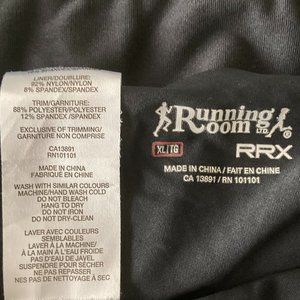 LINER/DOUBLURE:
92% NYLON/NYLON
8% SPANDEX/SPANDEX
TRIM/GARNITURE:
88% POLYESTER/POLYESTER
12% SPANDEX/SPANDEX
EXCLUSIVE OF TRIMMING/
GARNITURE NON COMPRISE
CA13891
RN101101
MADE IN CHINA
FABRIQUE EN CHINE
WASH WITH SIMILAR COLOURS
MACHINE/HAND WASH COLD
DO NOT BLEACH
HANG TO DRY
DO NOT IRON
DO NOT DRY-CLEAN
LAVER AVEC COULEURS
SEMBLABLES
LAVER À LA MACHINE/
À LA MAIN À L'EAU FROIDE
PAS D'EAU DE JAVEL
SUSPENDRE POUR SÉCHER
NE PAS REPASSER
NES PAS DE NETTOYAGE À SEC
Running
Room LTD.
XL/TG RRX
MADE IN CHINA / FAIT EN CHINE
CA 13891 / RN 101101